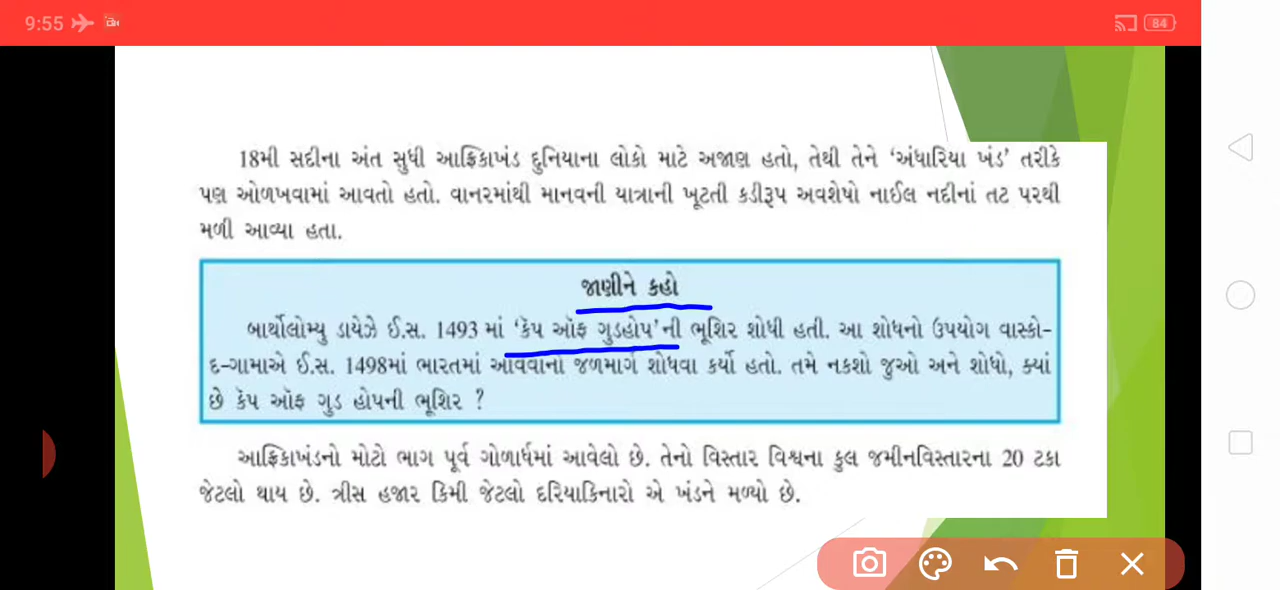 9:55
84
18મી સદીના અંત સુધી આફ્રિકાખંડ દુનિયાના લોકો માટે અજાણ હતો, તેથી તેને ‘અંધારિયા ખંડ’ તરીકે
પણ ઓળખવામાં આવતો હતો. વાનરમાંથી માનવની યાત્રાની ખૂટતી કડીરૂપ અવશેષો નાઈલ નદીનાં તટ પરથી
મળી આવ્યા હતા.
જાણીને કહો
બાર્થોલોમ્યુ ડાયેઝે ઈ.સ. 1493 માં ‘કૅપ ઑફ ગુડહોપ’ની ભૂશિર શોધી હતી. આ શોધનો ઉપયોગ વાસ્કો-
દ-ગામાએ ઈ.સ. 1498માં ભારતમાં આવવાનો જળમાર્ગ શોધવા કર્યો હતો. તમે નકશો જુઓ અને શોધો, ક્યાં
છે કૅપ ઑફ ગુડ હોપની ભૂશિર ?
આફ્રિકાખંડનો મોટો ભાગ પૂર્વ ગોળાર્ધમાં આવેલો છે. તેનો વિસ્તાર વિશ્વના કુલ જમીનવિસ્તારના 20 ટકા
જેટલો થાય છે. ત્રીસ હજાર કિમી જેટલો દરિયાકિનારો એ ખંડને મળ્યો છે.